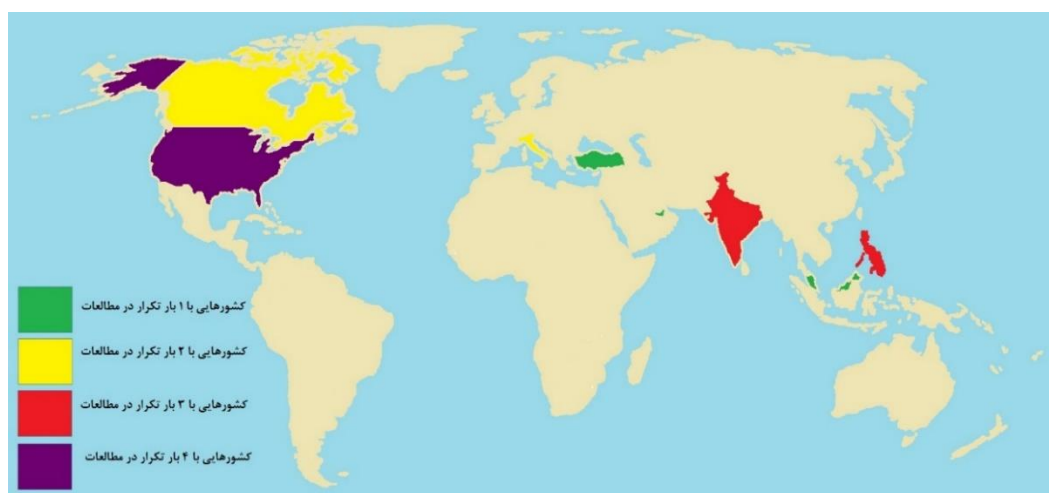 کشورهایی با ۱ بار تکرار در مطالعات
کشورهایی با ۲ بار تکرار در مطالعات
کشورهایی با ۳ بار تکرار در مطالعات
کشورهایی با ۴ بار تکرار در مطالعات